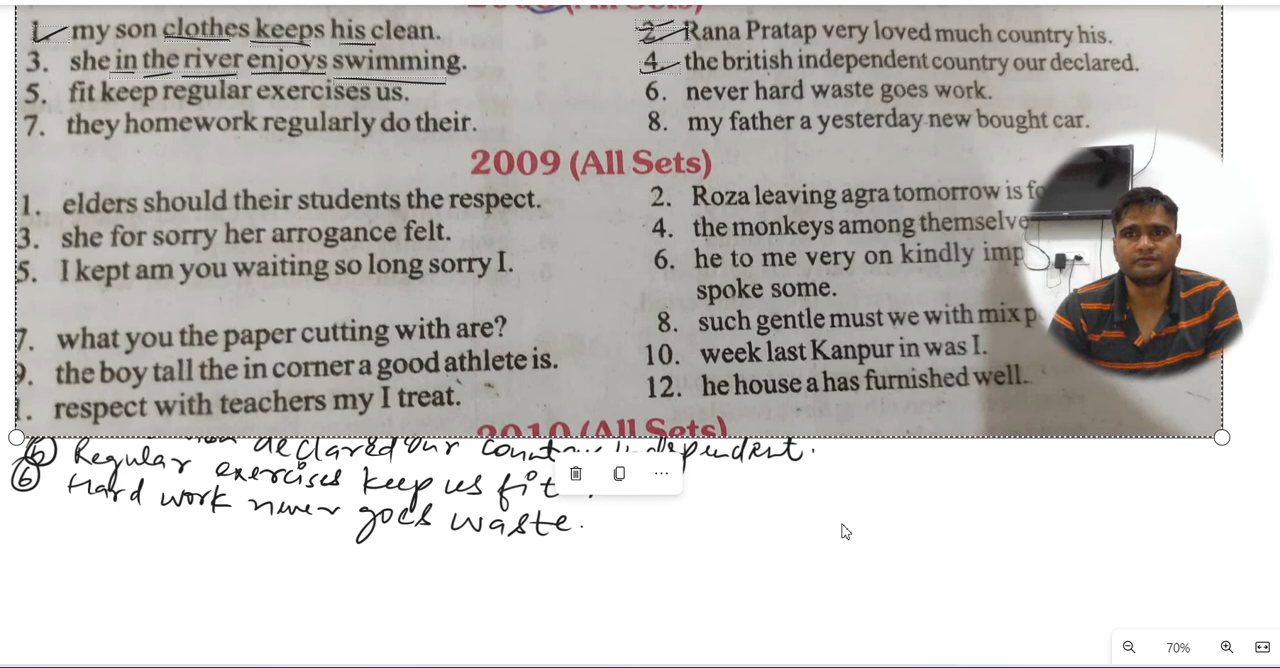 1. my son clothes keeps his clean.
2. Rana Pratap very loved much country his.
3. she in the river enjoys swimming.
4. the british independent country our declared.
5. fit keep regular exercises us.
6. never hard waste goes work.
7. they homework regularly do their.
8. my father a yesterday new bought car.
2009 (All Sets)
1. elders should their students the respect.
2. Roza leaving agra tomorrow is
3. she for sorry her arrogance felt.
4. the monkeys among
5. I kept am you waiting so long sorry I.
6. he to me very on kindly
spoke some.
7. what you the paper cutting with are?
8. such gentle must we with mix
9. the boy tall the in corner a good athlete is.
10. week last Kanpur in was I.
respect with teachers my I treat.
12. he house a has furnished well.
2010 (All Sets)
declared our
5 Regular exercises keep us fit
6 Hard work never goes waste.
70%